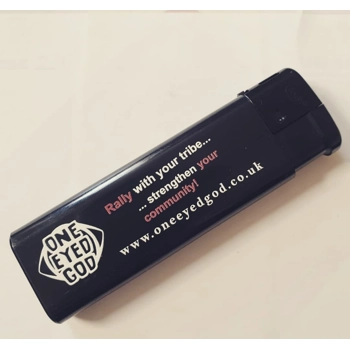 Rally with your tribe...
... strengthen your
community!
www.oneeyedgod.co.uk
ONE
EYED
GOD